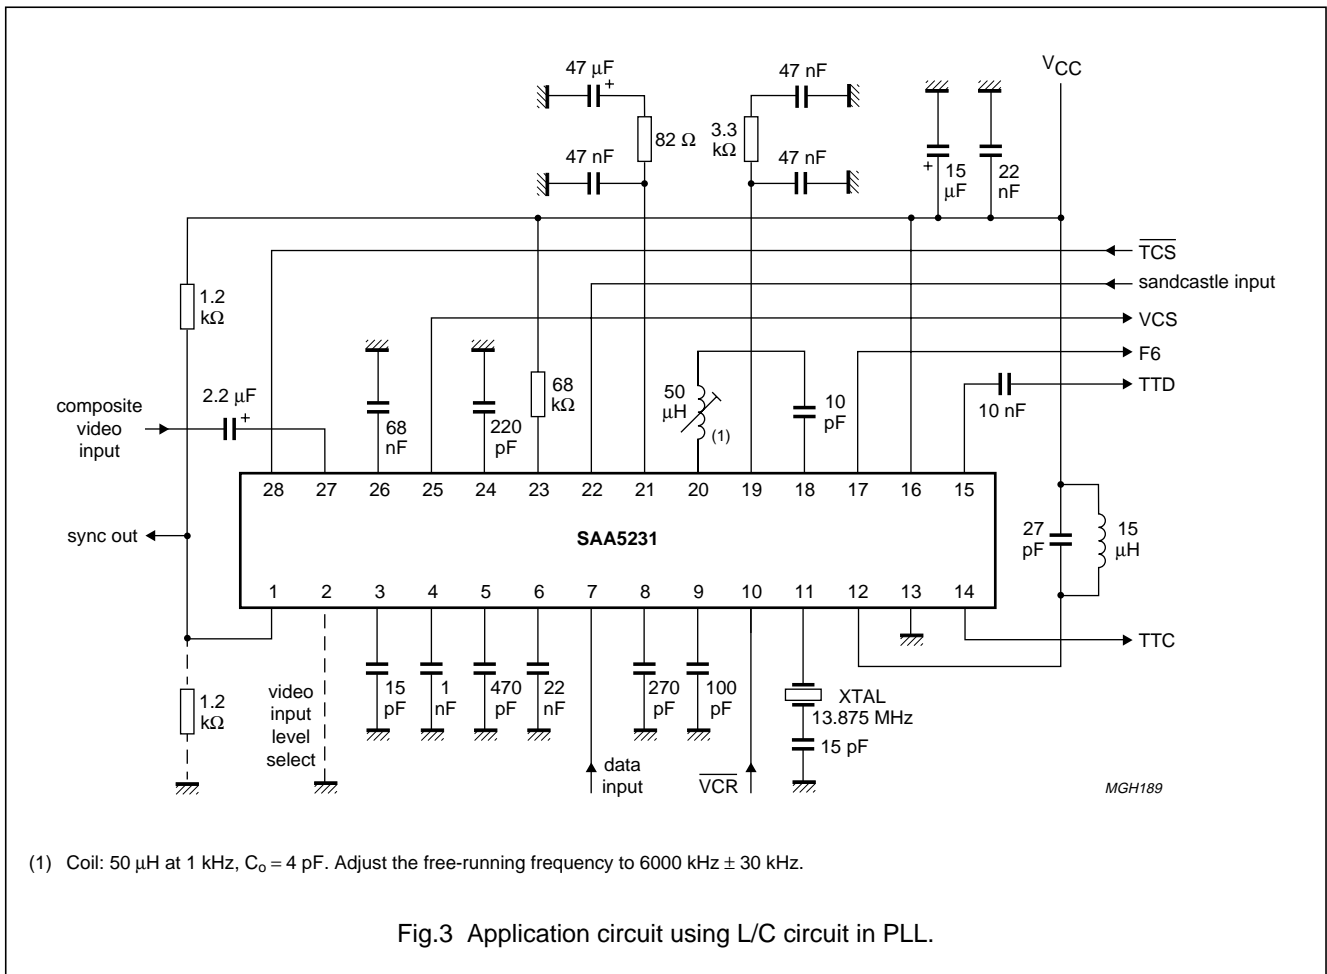 VCC
47 μF
+
47 nF
82 Ω
3.3
kΩ
47 nF
47 nF
+
15
μF
22
nF
TCS
sandcastle input
VCS
F6
TTD
1.2
kΩ
composite
video
input
2.2 μF
+
68
nF
220
pF
68
kΩ
50
μH
(1)
10
pF
10 nF
28 27 26 25 24 23 22 21 20 19 18 17 16 15
sync out
SAA5231
27
pF
15
μH
1 2 3 4 5 6 7 8 9 10 11 12 13 14
TTC
1.2
kΩ
video
input
level
select
15
pF
1
nF
470
pF
22
nF
data
input
270
pF
100
pF
VCR
XTAL
13.875 MHz
15 pF
MGH189
(1) Coil: 50 μH at 1 kHz, Co = 4 pF. Adjust the free-running frequency to 6000 kHz ± 30 kHz.
Fig.3 Application circuit using L/C circuit in PLL.